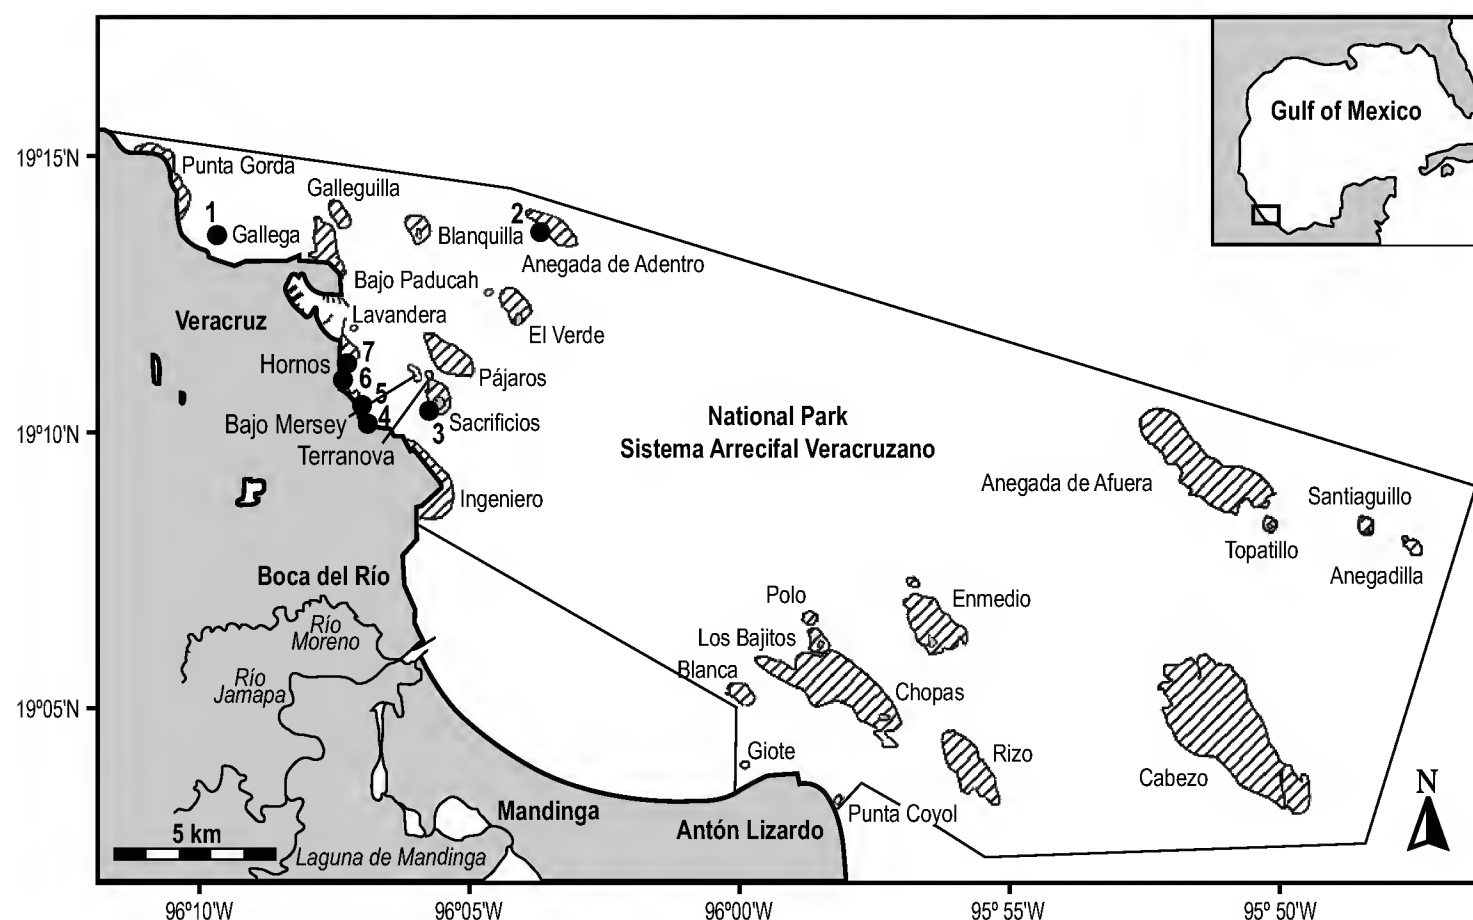 Gulf of Mexico
19º15'N
Punta Gorda
Galleguilla
1
Gallega
Blanquilla
2
Anegada de Adentro
Bajo Paducah
Lavandera
El Verde
Veracruz
Hornos
7
6
5
4
Pájaros
Bajo Mersey
Terranova
3
Sacrificios
19º10'N
National Park
Sistema Arrecifal Veracruzano
Ingeniero
Anegada de Afuera
Santiaguillo
Topatillo
Anegadilla
Boca del Río
Río
Moreno
Río
Jamapa
Polo
Enmedio
Los Bajitos
Blanca
Chopas
19º05'N
Giote
Rizo
Cabezo
Mandinga
Punta Coyol
Antón Lizardo
Laguna de Mandinga
5 km
N
96º10'W
96º05'W
96º00'W
95º 55'W
95º 50'W